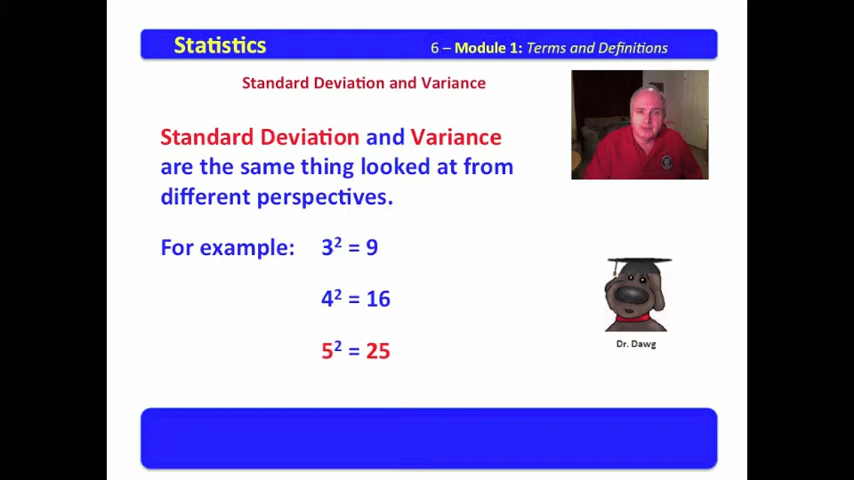 Statistics
6 – Module 1: Terms and Definitions
Standard Deviation and Variance
Standard Deviation and Variance
are the same thing looked at from
different perspectives.
For example: 3² = 9
4² = 16
5² = 25
Dr. Dawg